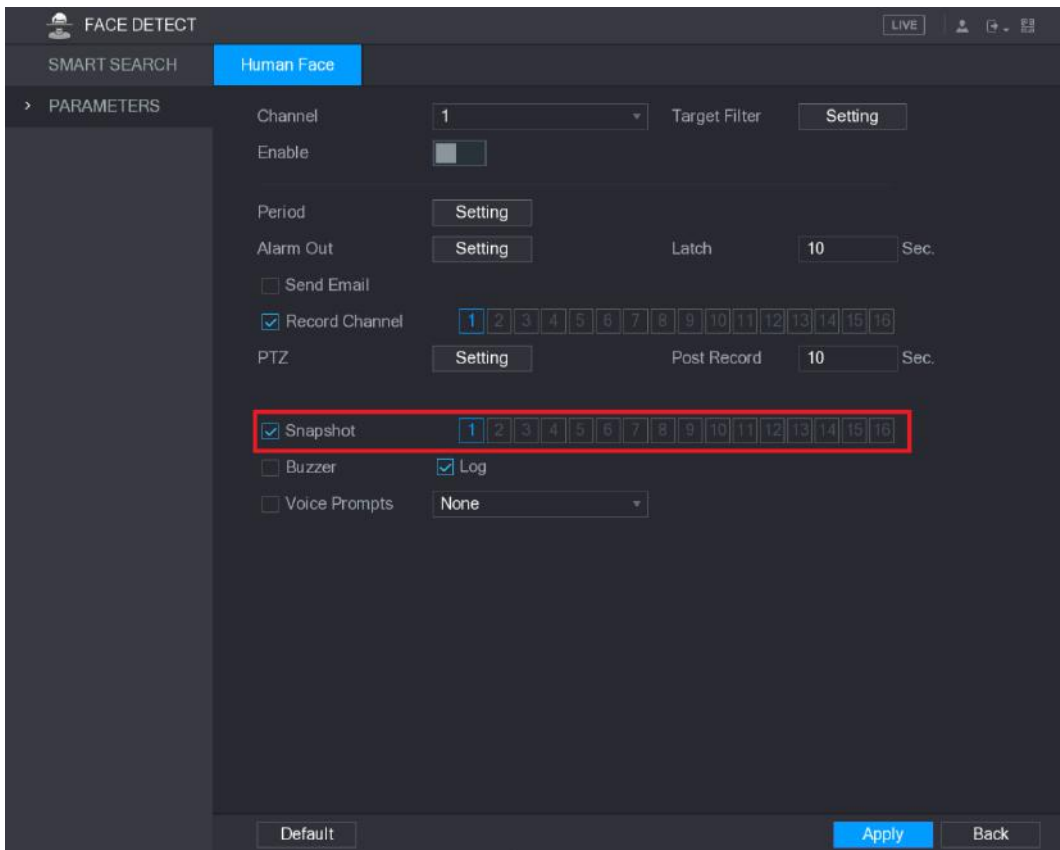 FACE DETECT LIVE
SMART SEARCH Human Face
PARAMETERS
Channel 1 Target Filter Setting
Enable
Period Setting
Alarm Out Setting Latch 10 Sec.
Send Email
Record Channel 1 2 3 4 5 6 7 8 9 10 11 12 13 14 15 16
PTZ Setting Post Record 10 Sec.
Snapshot 1 2 3 4 5 6 7 8 9 10 11 12 13 14 15 16
Buzzer Log
Voice Prompts None
Default Apply Back